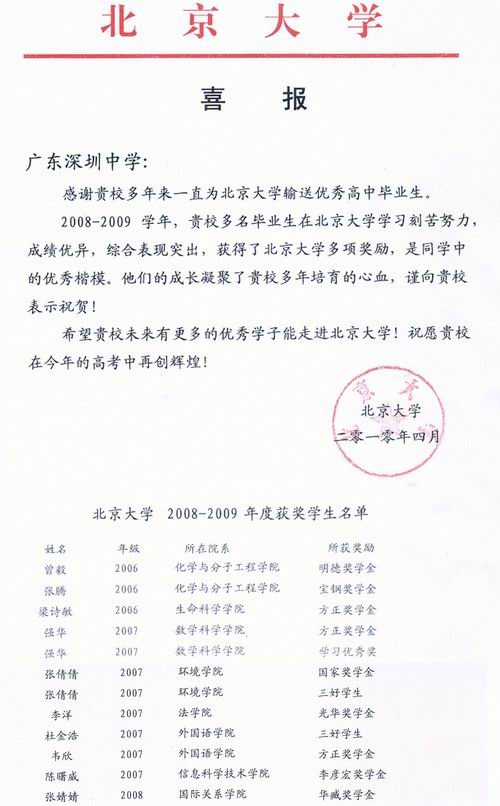 北京大学
喜报
广东深圳中学：
感谢贵校多年来一直为北京大学输送优秀高中毕业生。
2008-2009 学年，贵校多名毕业生在北京大学学习刻苦努力，
成绩优异，综合表现突出，获得了北京大学多项奖励，是同学中
的优秀楷模。他们的成长凝聚了贵校多年培育的心血，谨向贵校
表示祝贺！
希望贵校未来有更多的优秀学子能走进北京大学！祝愿贵校
在今年的高考中再创辉煌！
北京大学
二零一零年四月
北京大学 2008-2009 年度获奖学生名单
姓名 年级 所在院系 所获奖励
曾毅 2006 化学与分子工程学院 明德奖学金
张腾 2006 化学与分子工程学院 宝钢奖学金
梁诗敏 2006 生命科学学院 方正奖学金
强华 2007 数学科学学院 方正奖学金
强华 2007 数学科学学院 学习优秀奖
张倩倩 2007 环境学院 国家奖学金
张倩倩 2007 环境学院 三好学生
李洋 2007 法学院 光华奖学金
杜金浩 2007 外国语学院 三好学生
韦欣 2007 外国语学院 方正奖学金
陈曙威 2007 信息科学技术学院 李彦宏奖学金
张婧婧 2008 国际关系学院 华臧奖学金